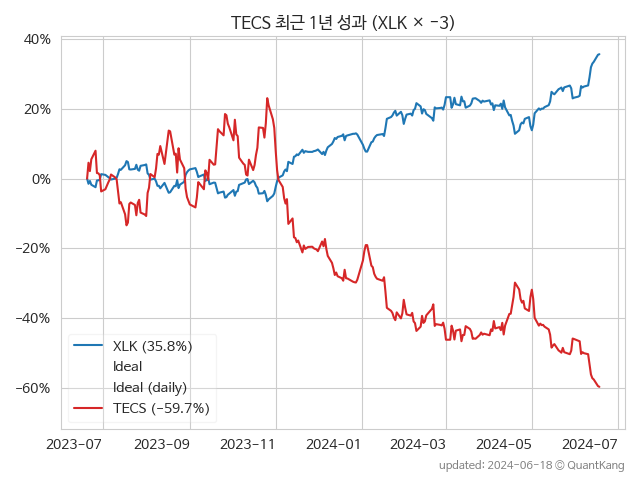 TECS 최근 1년 성과 (XLK × −3)
40%
20%
0%
−20%
−40%
−60%
XLK (35.8%)
Ideal
Ideal (daily)
TECS (−59.7%)
2023-07 2023-09 2023-11 2024-01 2024-03 2024-05 2024-07
updated: 2024-06-18 © QuantKang